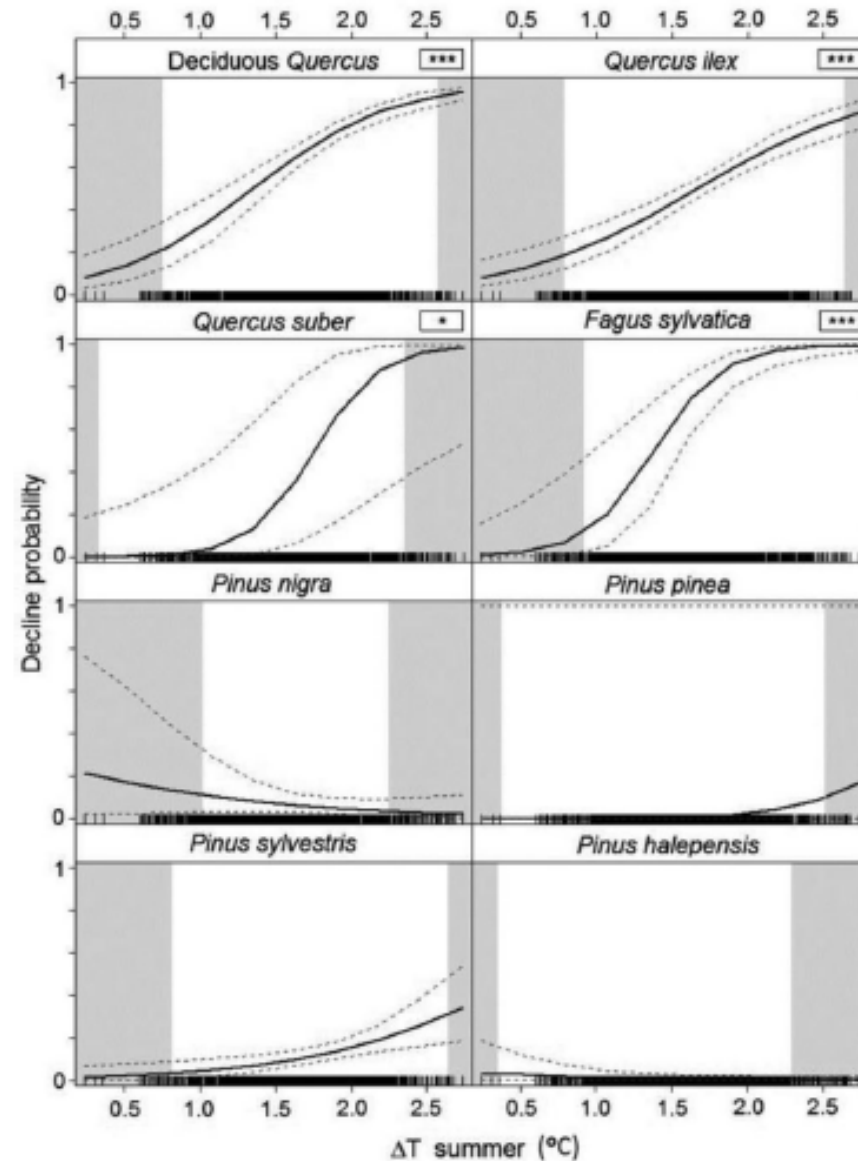 0.5 1.0 1.5 2.0 2.5 0.5 1.0 1.5 2.0 2.5
Deciduous Quercus *** Quercus ilex ***
1
0
Quercus suber * Fagus sylvatica ***
1
0
Decline probability
Pinus nigra Pinus pinea
1
0
Pinus sylvestris Pinus halepensis
1
0
0.5 1.0 1.5 2.0 2.5 0.5 1.0 1.5 2.0 2.5
ΔT summer (ºC)